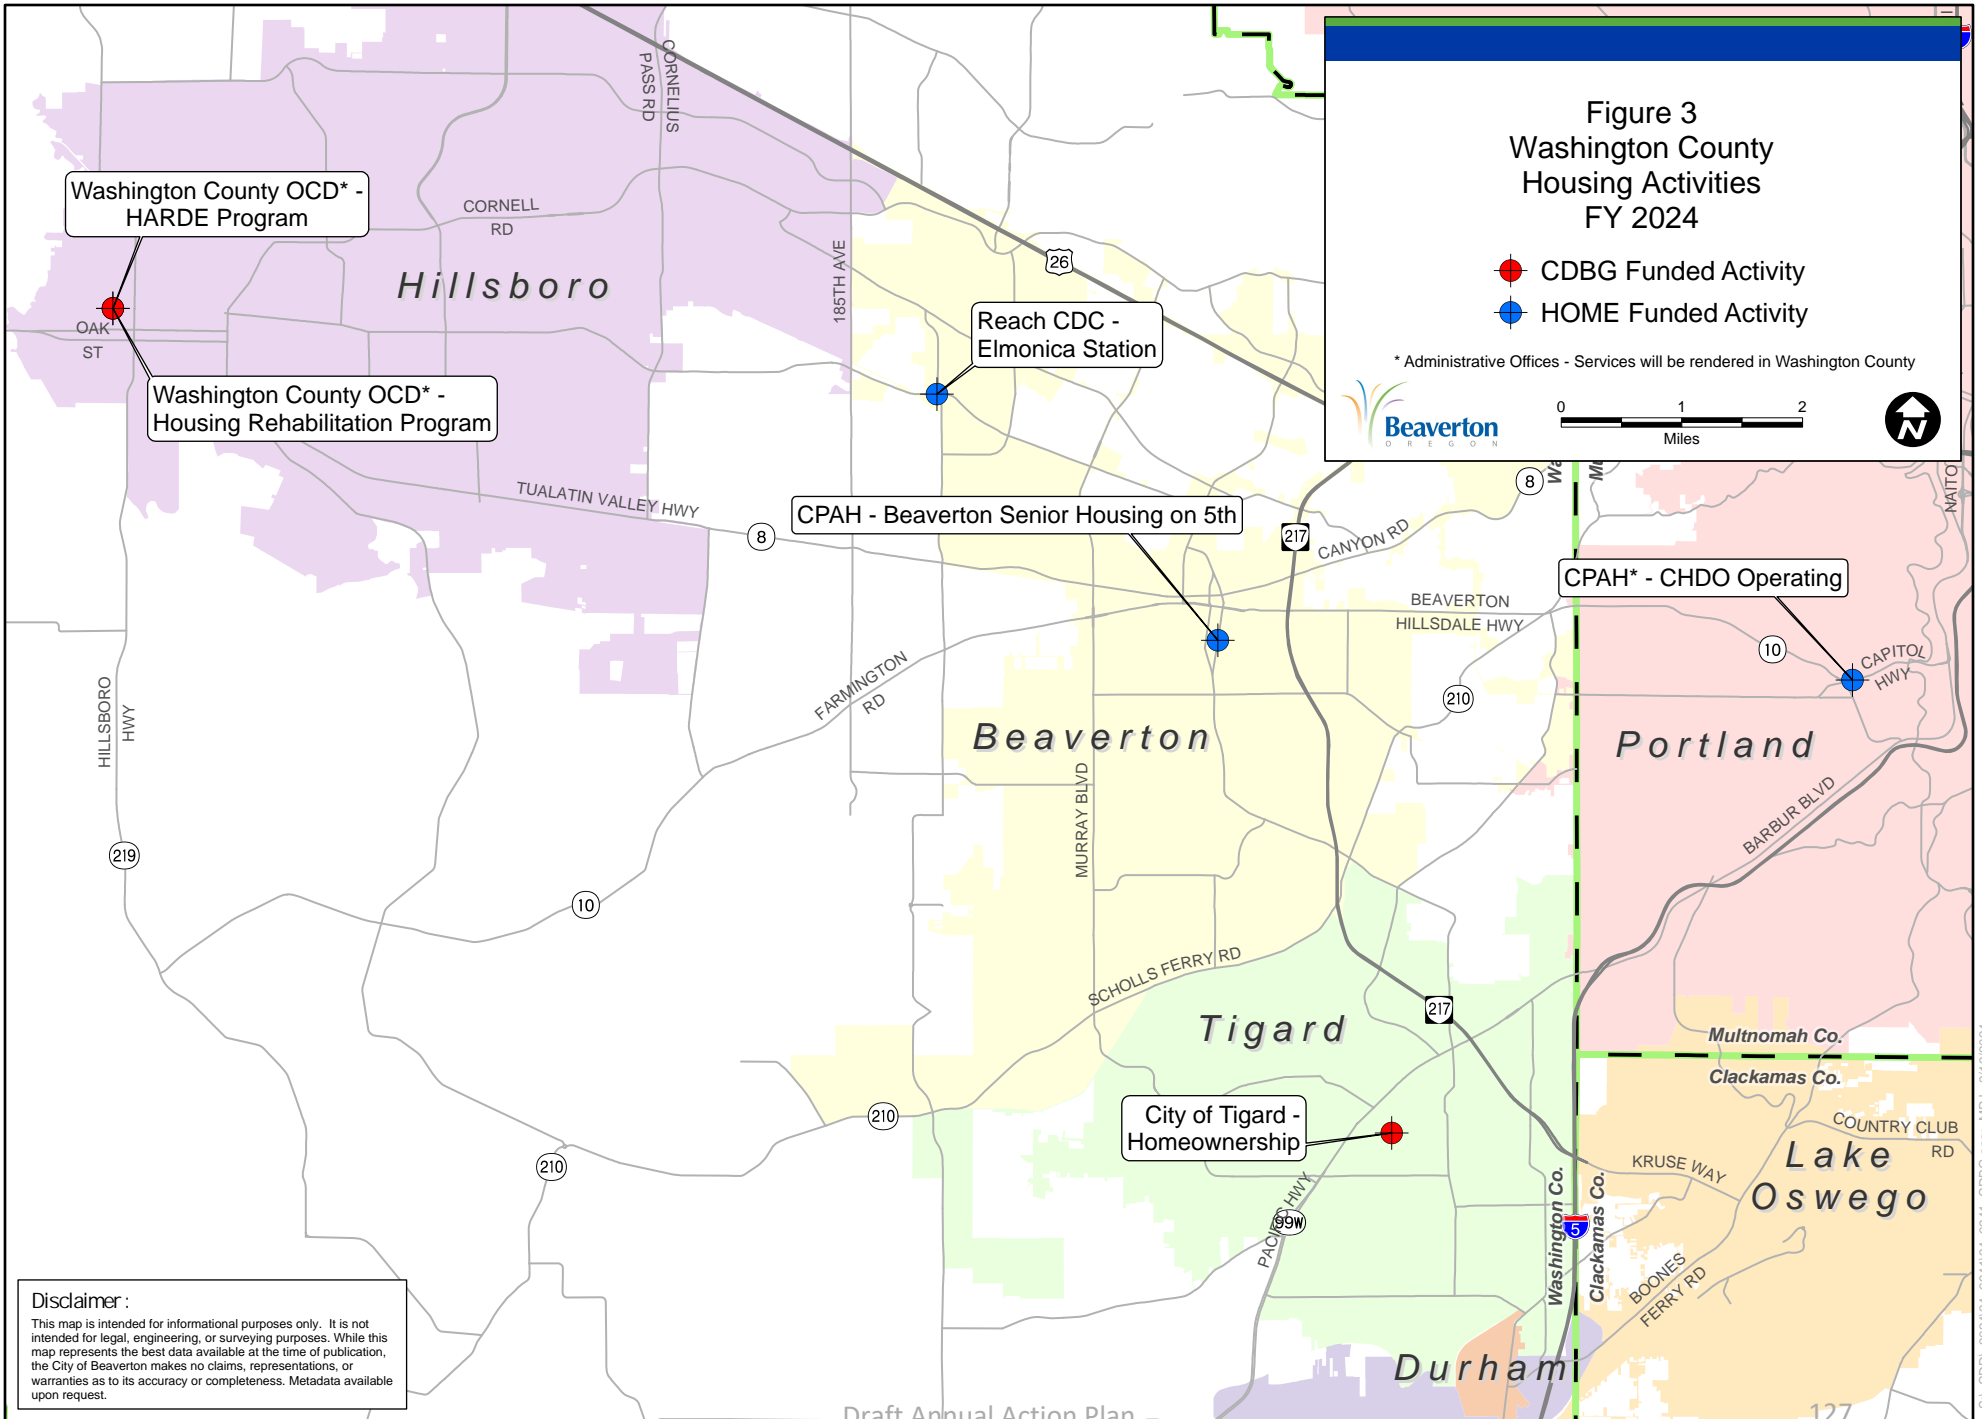 Figure 3
Washington County
Housing Activities
FY 2024
CDBG Funded Activity
HOME Funded Activity
* Administrative Offices - Services will be rendered in Washington County
Beaverton
OREGON
0 1 2
Miles
N
CORNELIUS
PASS RD
Washington County OCD* -
HARDE Program
CORNELL
RD
Hillsboro
185TH AVE
26
OAK
ST
Reach CDC -
Elmonica Station
Washington County OCD* -
Housing Rehabilitation Program
TUALATIN VALLEY HWY
8
CPAH - Beaverton Senior Housing on 5th
217
CANYON RD
8
NAITO
CPAH* - CHDO Operating
BEAVERTON
HILLSDALE HWY
10
CAPITOL
HWY
210
FARMINGTON
RD
HILLSBORO
HWY
Beaverton
Portland
MURRAY BLVD
BARBUR BLVD
219
10
SCHOLLS FERRY RD
217
Tigard
Multnomah Co.
Clackamas Co.
210
City of Tigard -
Homeownership
COUNTRY CLUB
RD
210
KRUSE WAY
Lake
Oswego
PACIFIC HWY
99W
Washington Co.
Clackamas Co.
5
BOONES
FERRY RD
Durham
Disclaimer :
This map is intended for informational purposes only. It is not
intended for legal, engineering, or surveying purposes. While this
map represents the best data available at the time of publication,
the City of Beaverton makes no claims, representations, or
warranties as to its accuracy or completeness. Metadata available
upon request.
Draft Annual Action Plan
127